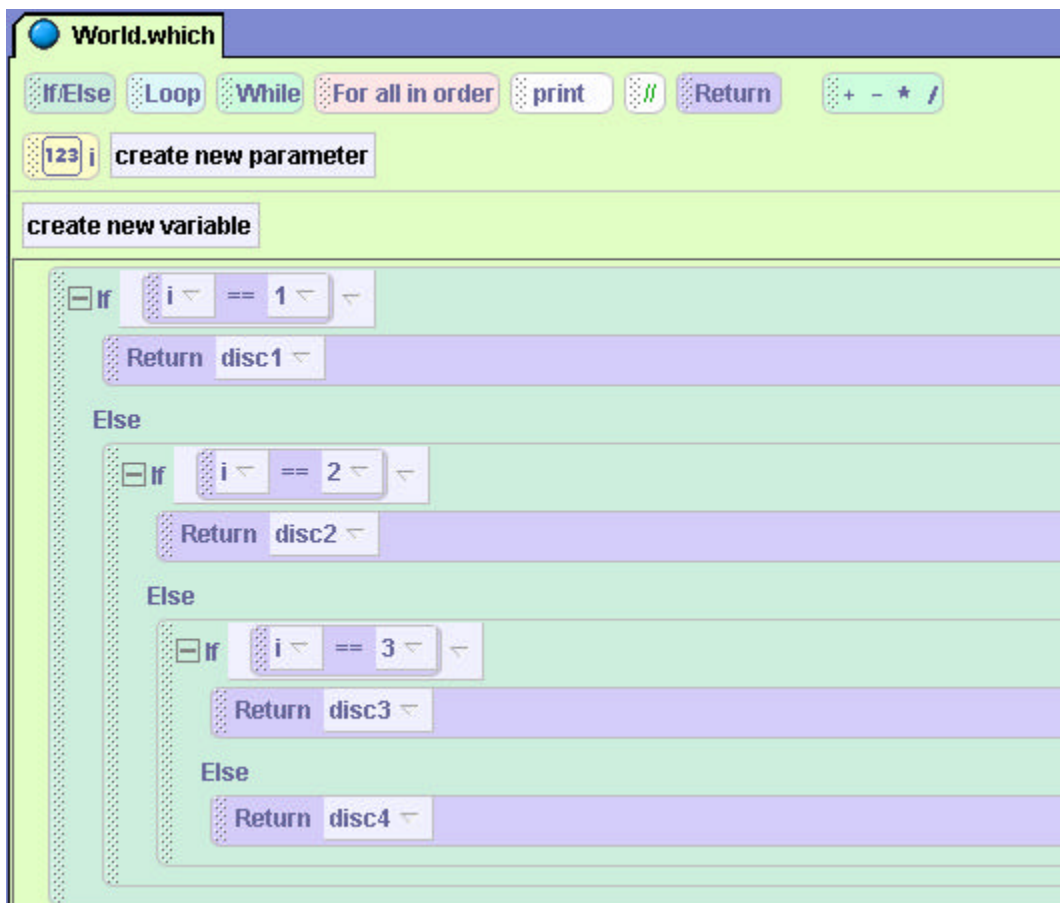 World.which
If/Else Loop While For all in order print // Return + - * /
123 i create new parameter
create new variable
If i == 1
Return disc1
Else
If i == 2
Return disc2
Else
If i == 3
Return disc3
Else
Return disc4